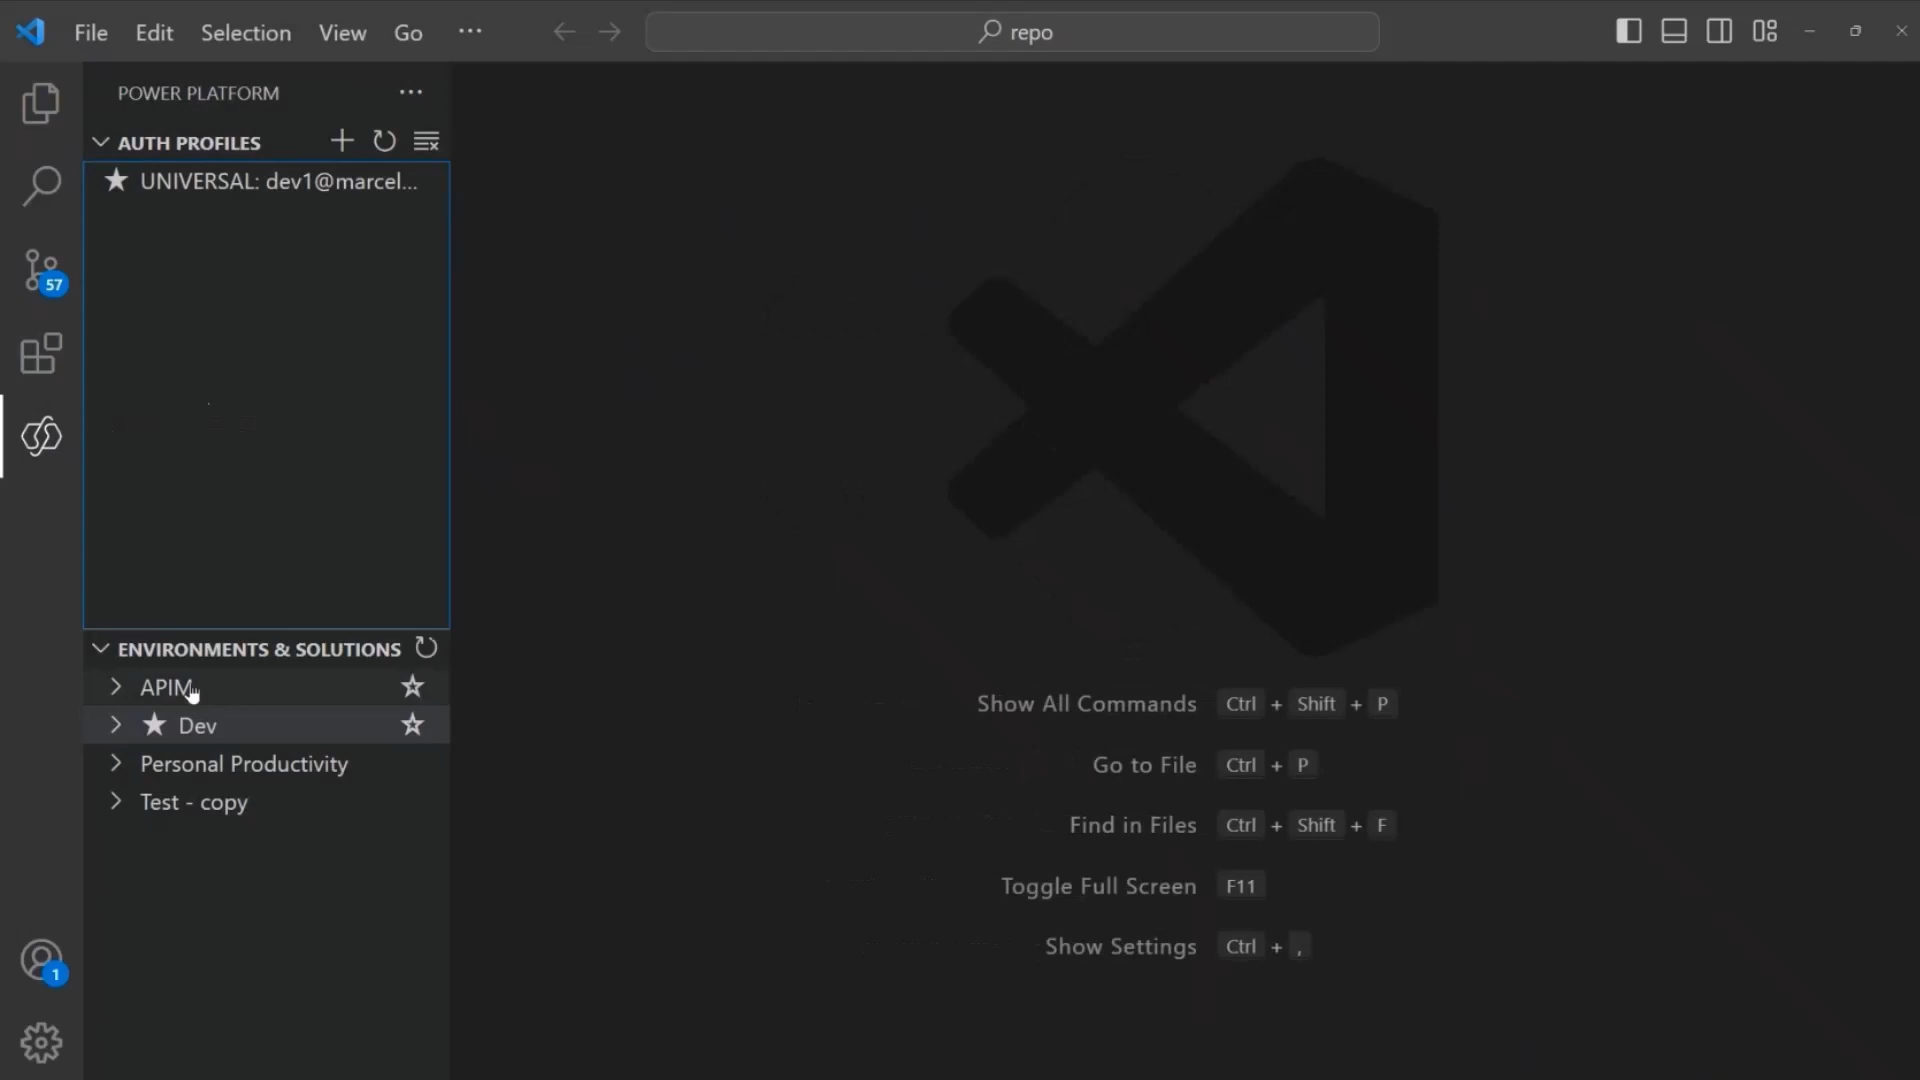 File Edit Selection View Go ···
repo
POWER PLATFORM ···
AUTH PROFILES
UNIVERSAL: dev1@marcel...
57
ENVIRONMENTS & SOLUTIONS
APIM
Dev
Personal Productivity
Test - copy
Show All Commands Ctrl + Shift + P
Go to File Ctrl + P
Find in Files Ctrl + Shift + F
Toggle Full Screen F11
Show Settings Ctrl + ,
1